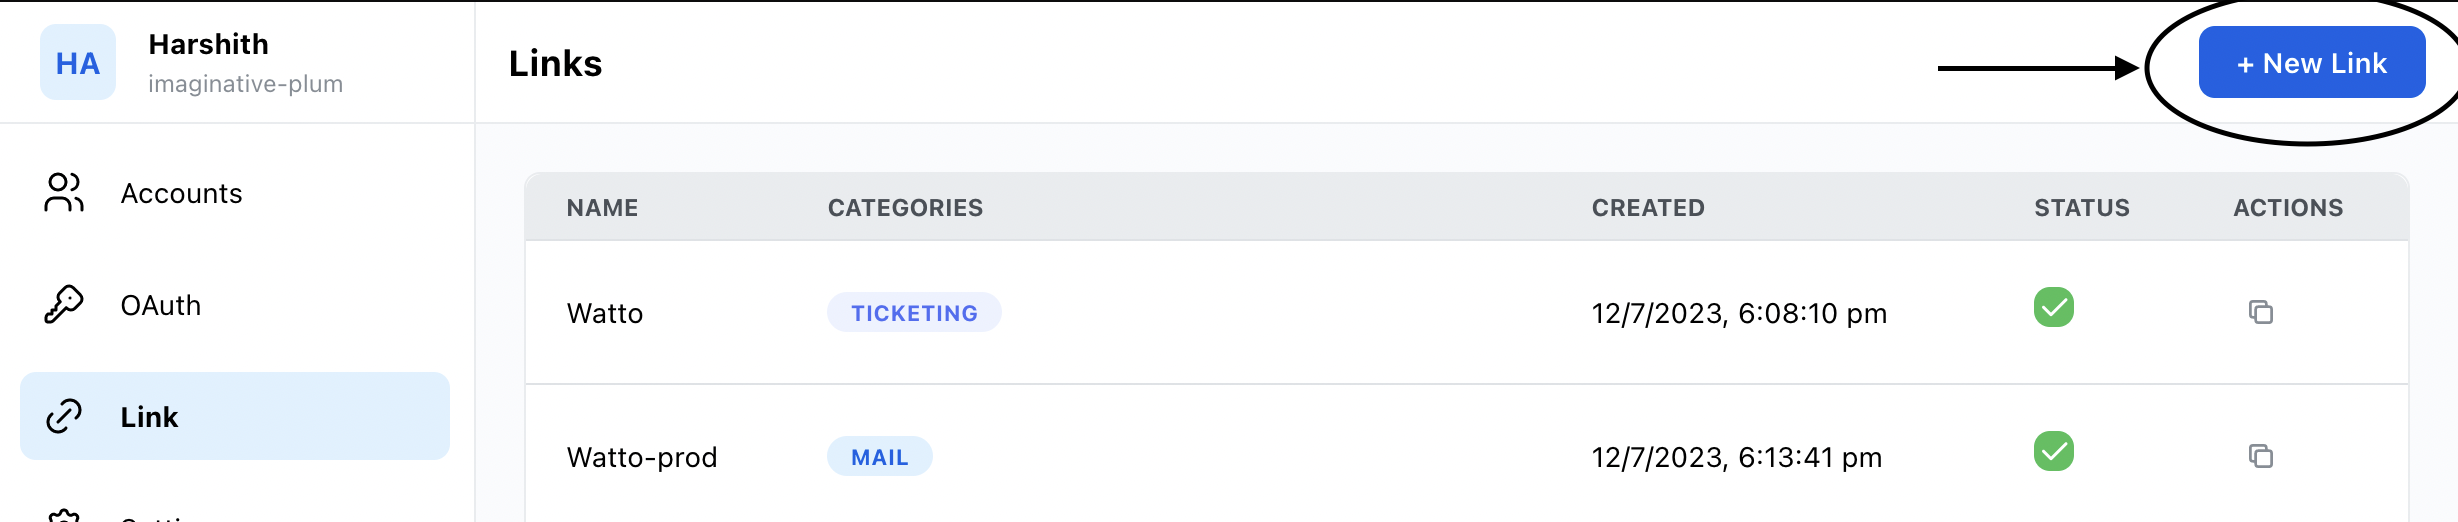 HA
Harshith
imaginative-plum
Links
+ New Link
Accounts
OAuth
Link
NAME CATEGORIES CREATED STATUS ACTIONS
Watto TICKETING 12/7/2023, 6:08:10 pm
Watto-prod MAIL 12/7/2023, 6:13:41 pm